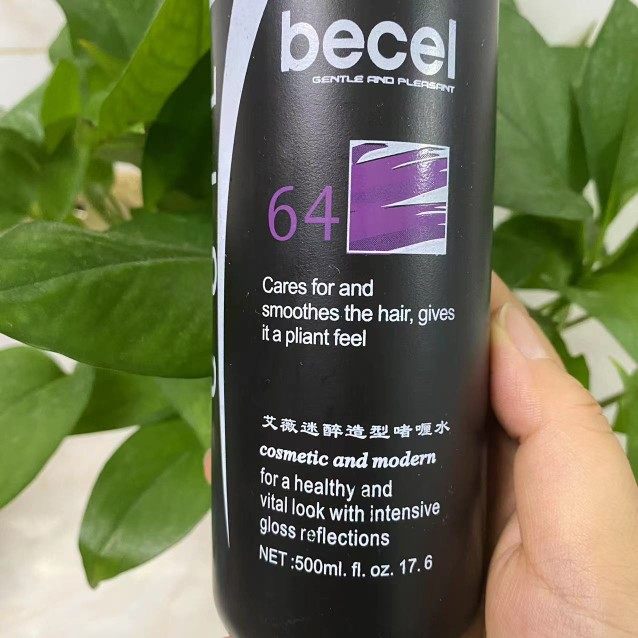 becel
GENTLE AND PLEASANT
64
Cares for and
smoothes the hair, gives
it a pliant feel
艾薇迷醉造型啫喱水
cosmetic and modern
for a healthy and
vital look with intensive
gloss reflections
NET :500ml. fl. oz. 17. 6